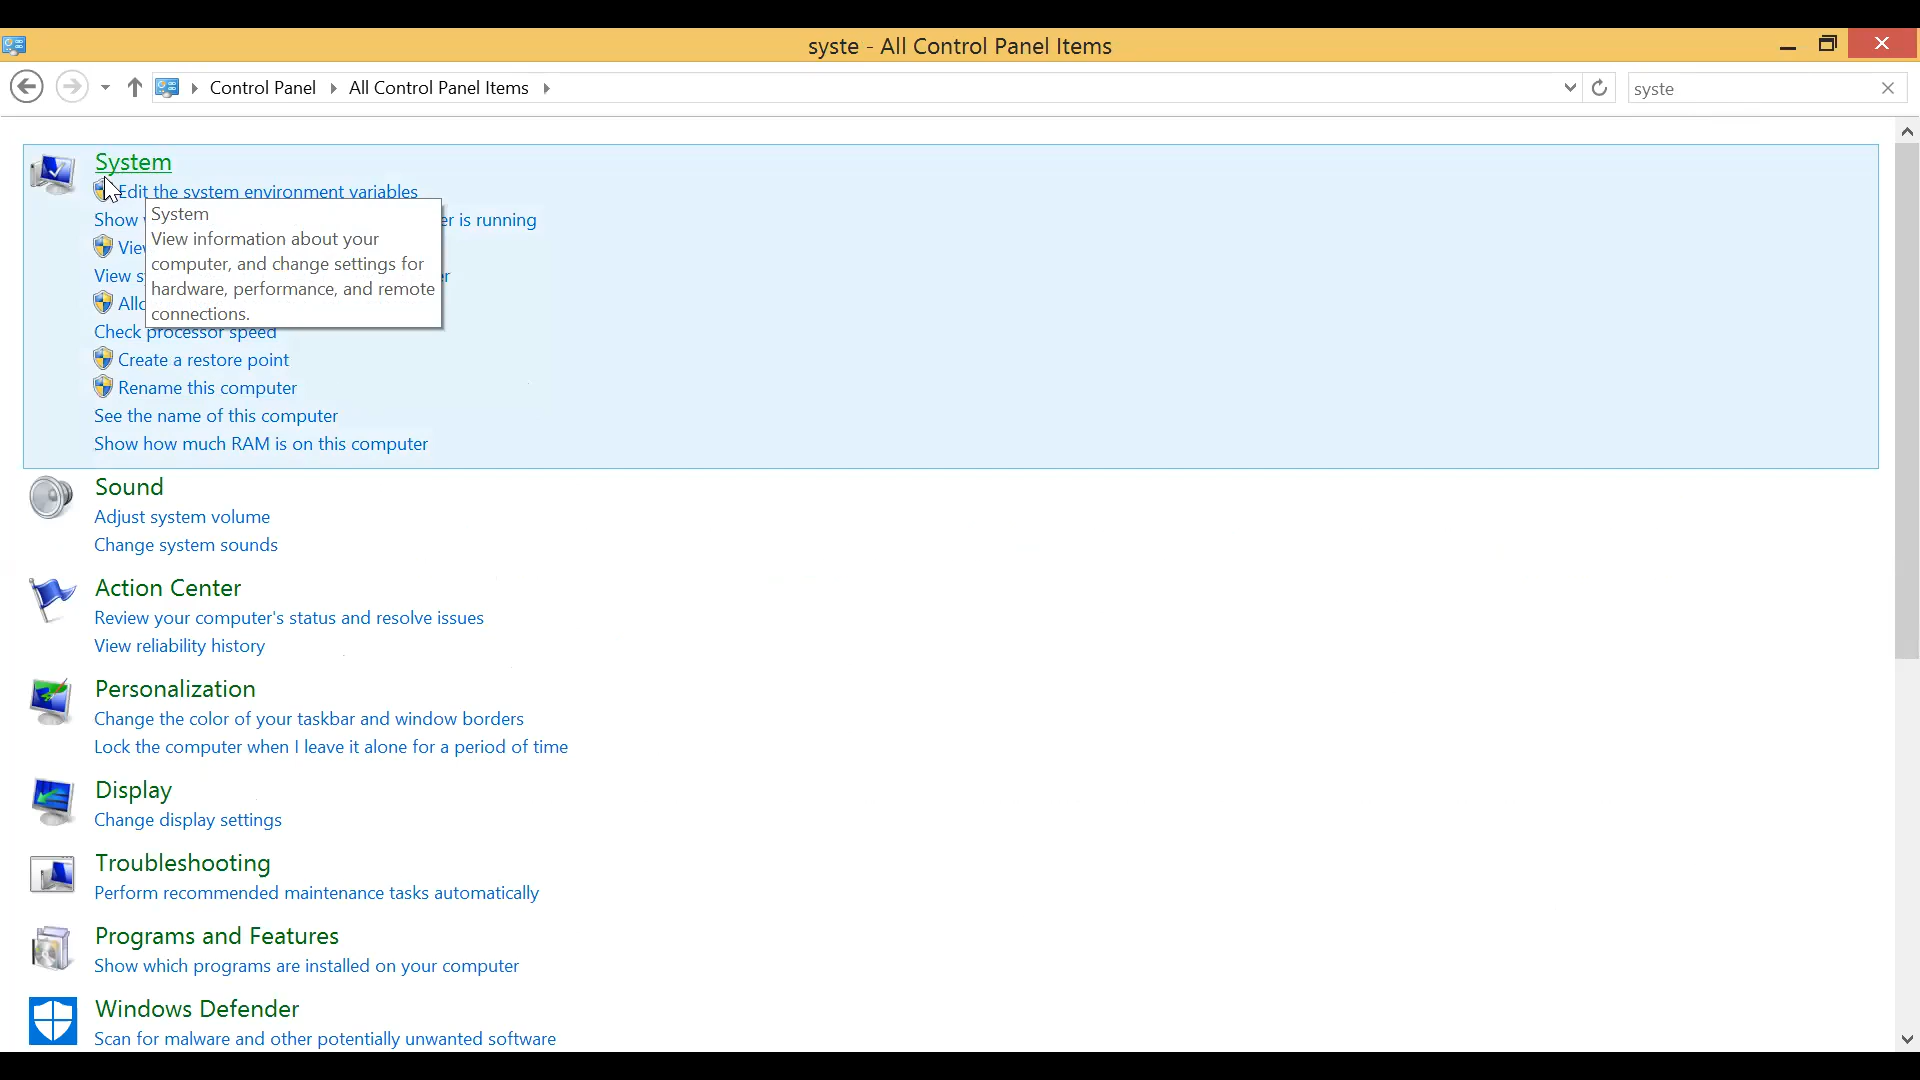 syste - All Control Panel Items
Control Panel All Control Panel Items
syste
System
Edit the system environment variables
Show er is running
System
View information about your
computer, and change settings for
hardware, performance, and remote
connections.
View s
Check processor speed
Create a restore point
Rename this computer
See the name of this computer
Show how much RAM is on this computer
Sound
Adjust system volume
Change system sounds
Action Center
Review your computer's status and resolve issues
View reliability history
Personalization
Change the color of your taskbar and window borders
Lock the computer when I leave it alone for a period of time
Display
Change display settings
Troubleshooting
Perform recommended maintenance tasks automatically
Programs and Features
Show which programs are installed on your computer
Windows Defender
Scan for malware and other potentially unwanted software